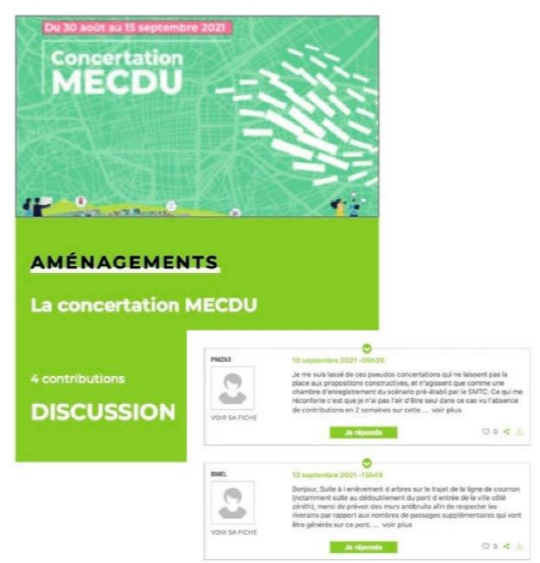 Du 30 août au 15 septembre 2021
Concertation
MECDU
AMÉNAGEMENTS
La concertation MECDU
4 contributions
DISCUSSION
PMZ63
VOIR SA FICHE
10 septembre 2021 -09h26
Je me suis lassé de ces pseudos concertations qui ne laissent pas la
place aux propositions constructives, et n'agissent que comme une
chambre d'enregistrement du scénario pré-établi par le SMTC. Ce qui me
réconforte c'est que je n'ai pas l'air d'être seul dans ce cas vu l'absence
de contributions en 2 semaines sur cette ... voir plus
Je réponds
0
BMEL
VOIR SA FICHE
12 septembre 2021 -15h49
Bonjour, Suite à l enlèvement d arbres sur le trajet de la ligne de cournon
(notamment suite au dédoublement du pont d entrée de la ville côté
zénith), merci de prévoir des murs antibruits afin de respecter les
riverains par rapport aux nombres de passages supplémentaires qui vont
être générés sur ce pont, ... voir plus
Je réponds
0